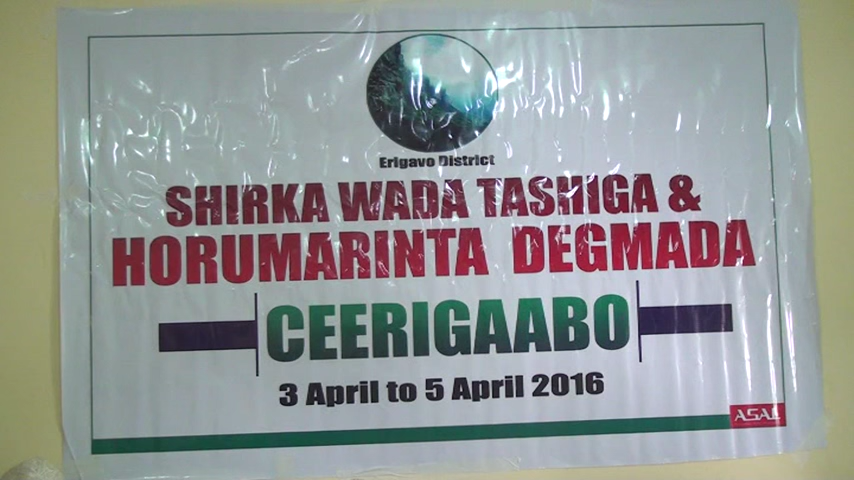 Erigavo District
SHIRKA WADA TASHIGA &
HORUMARINTA DEGMADA
CEERIGAABO
3 April to 5 April 2016
ASAL